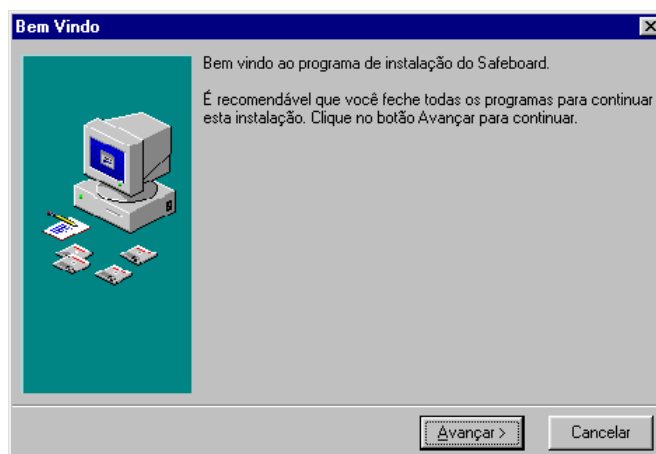 Bem Vindo
Bem vindo ao programa de instalação do Safeboard.
É recomendável que você feche todas os programas para continuar
esta instalação. Clique no botão Avançar para continuar.
Avançar >
Cancelar